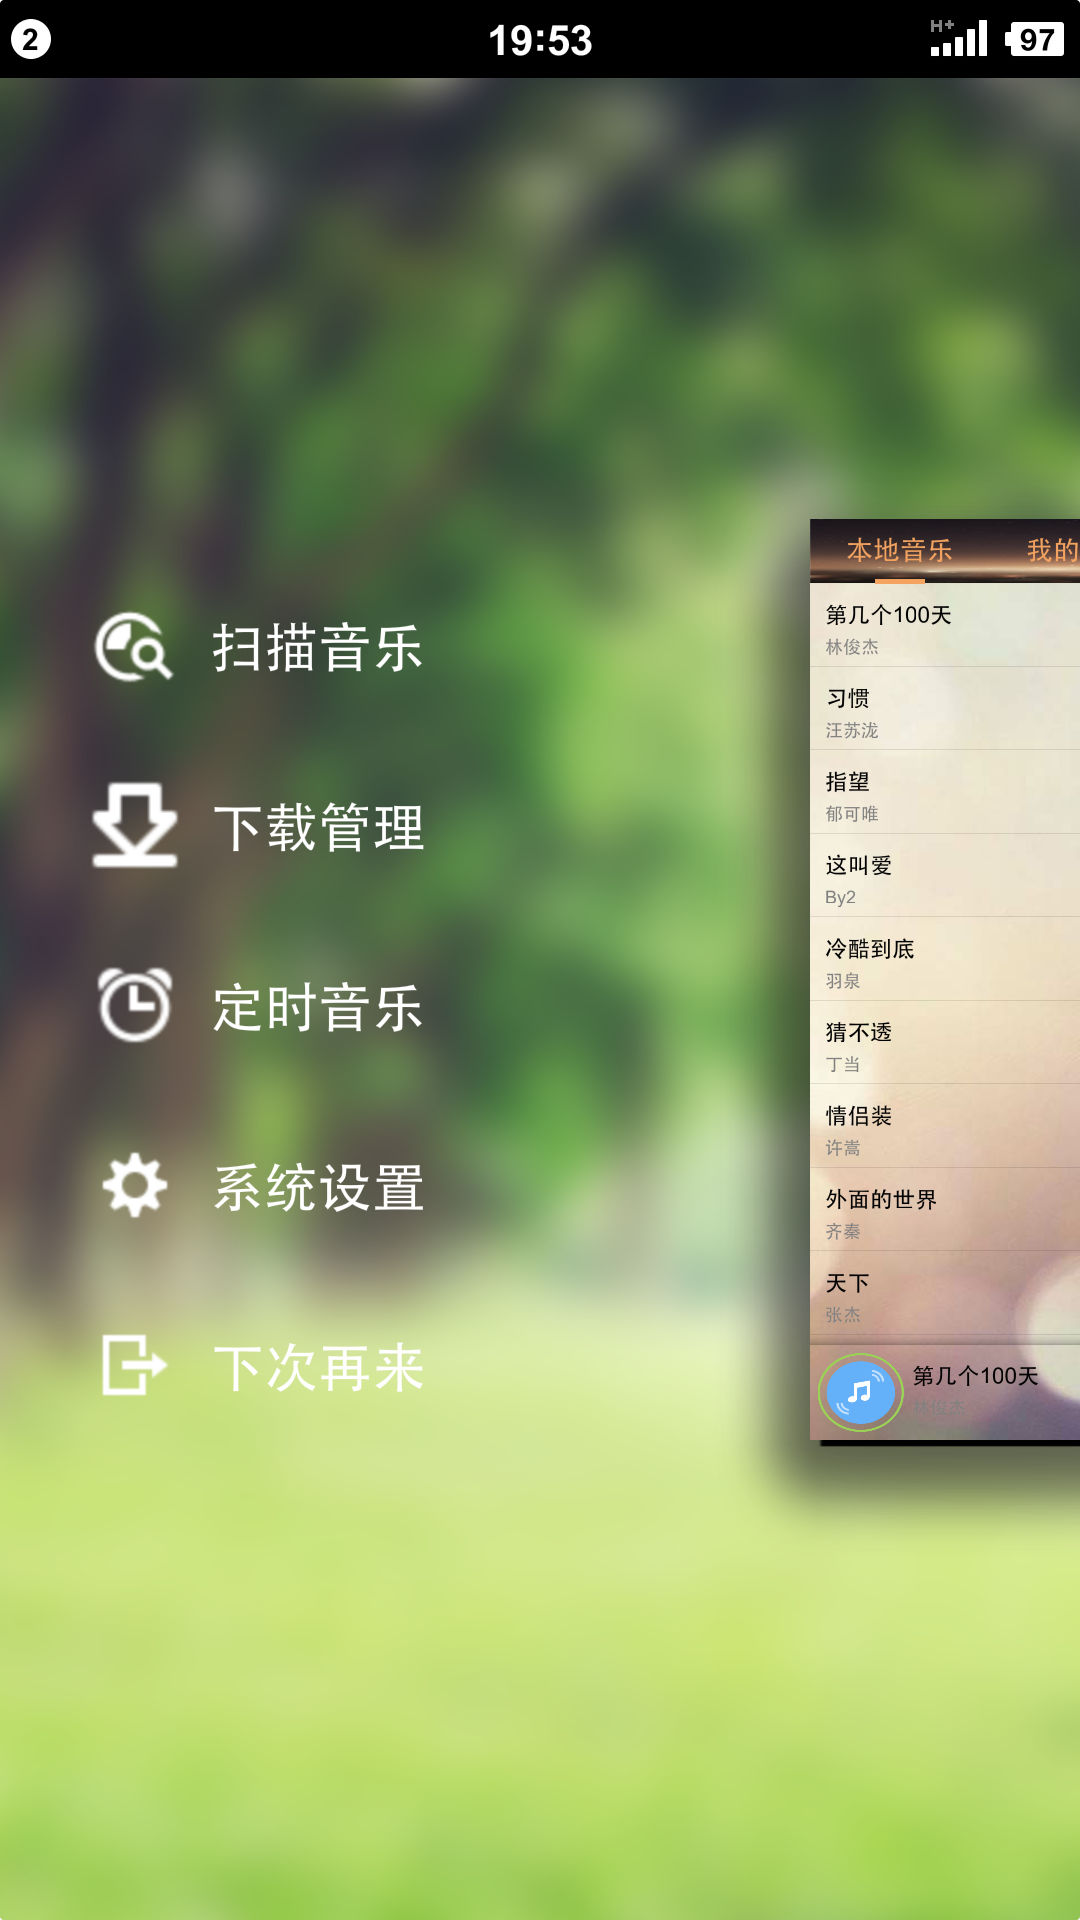 2
19:53
H+
97
扫描音乐
下载管理
定时音乐
系统设置
下次再来
本地音乐
我的
第几个100天
林俊杰
习惯
汪苏泷
指望
郁可唯
这叫爱
By2
冷酷到底
羽泉
猜不透
丁当
情侣装
许嵩
外面的世界
齐秦
天下
张杰
第几个100天
林俊杰